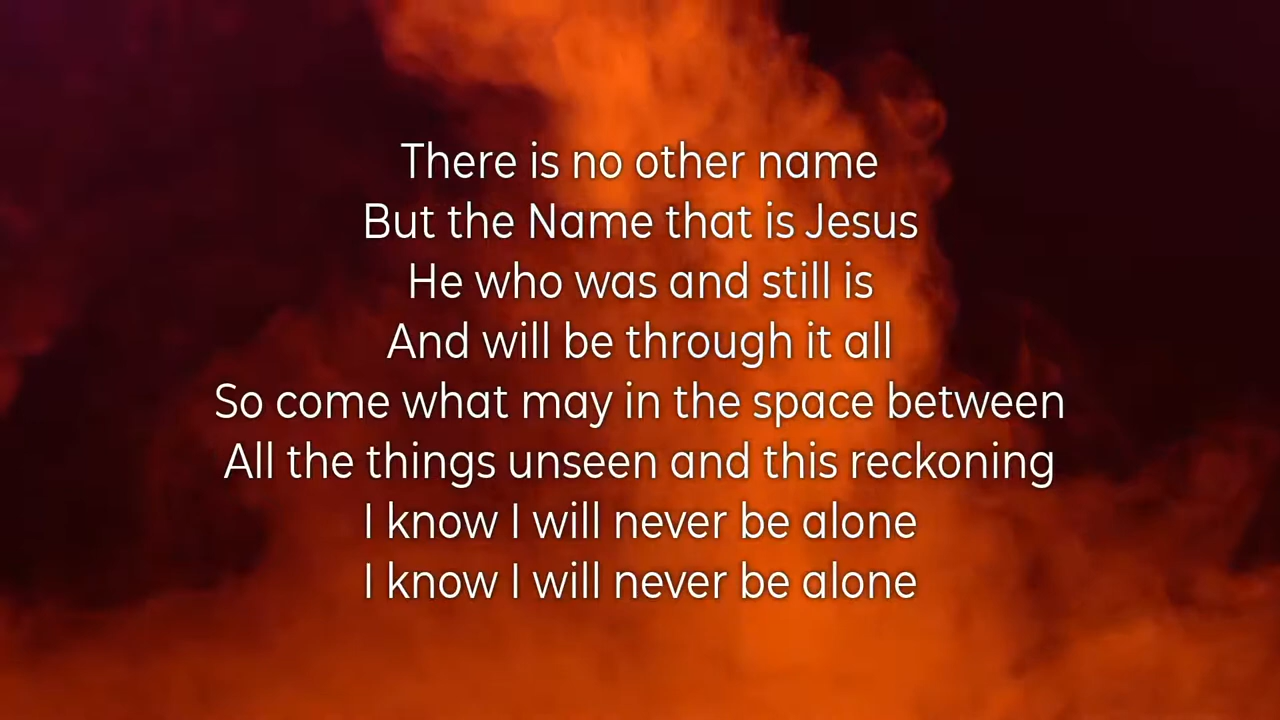 There is no other name
But the Name that is Jesus
He who was and still is
And will be through it all
So come what may in the space between
All the things unseen and this reckoning
I know I will never be alone
I know I will never be alone